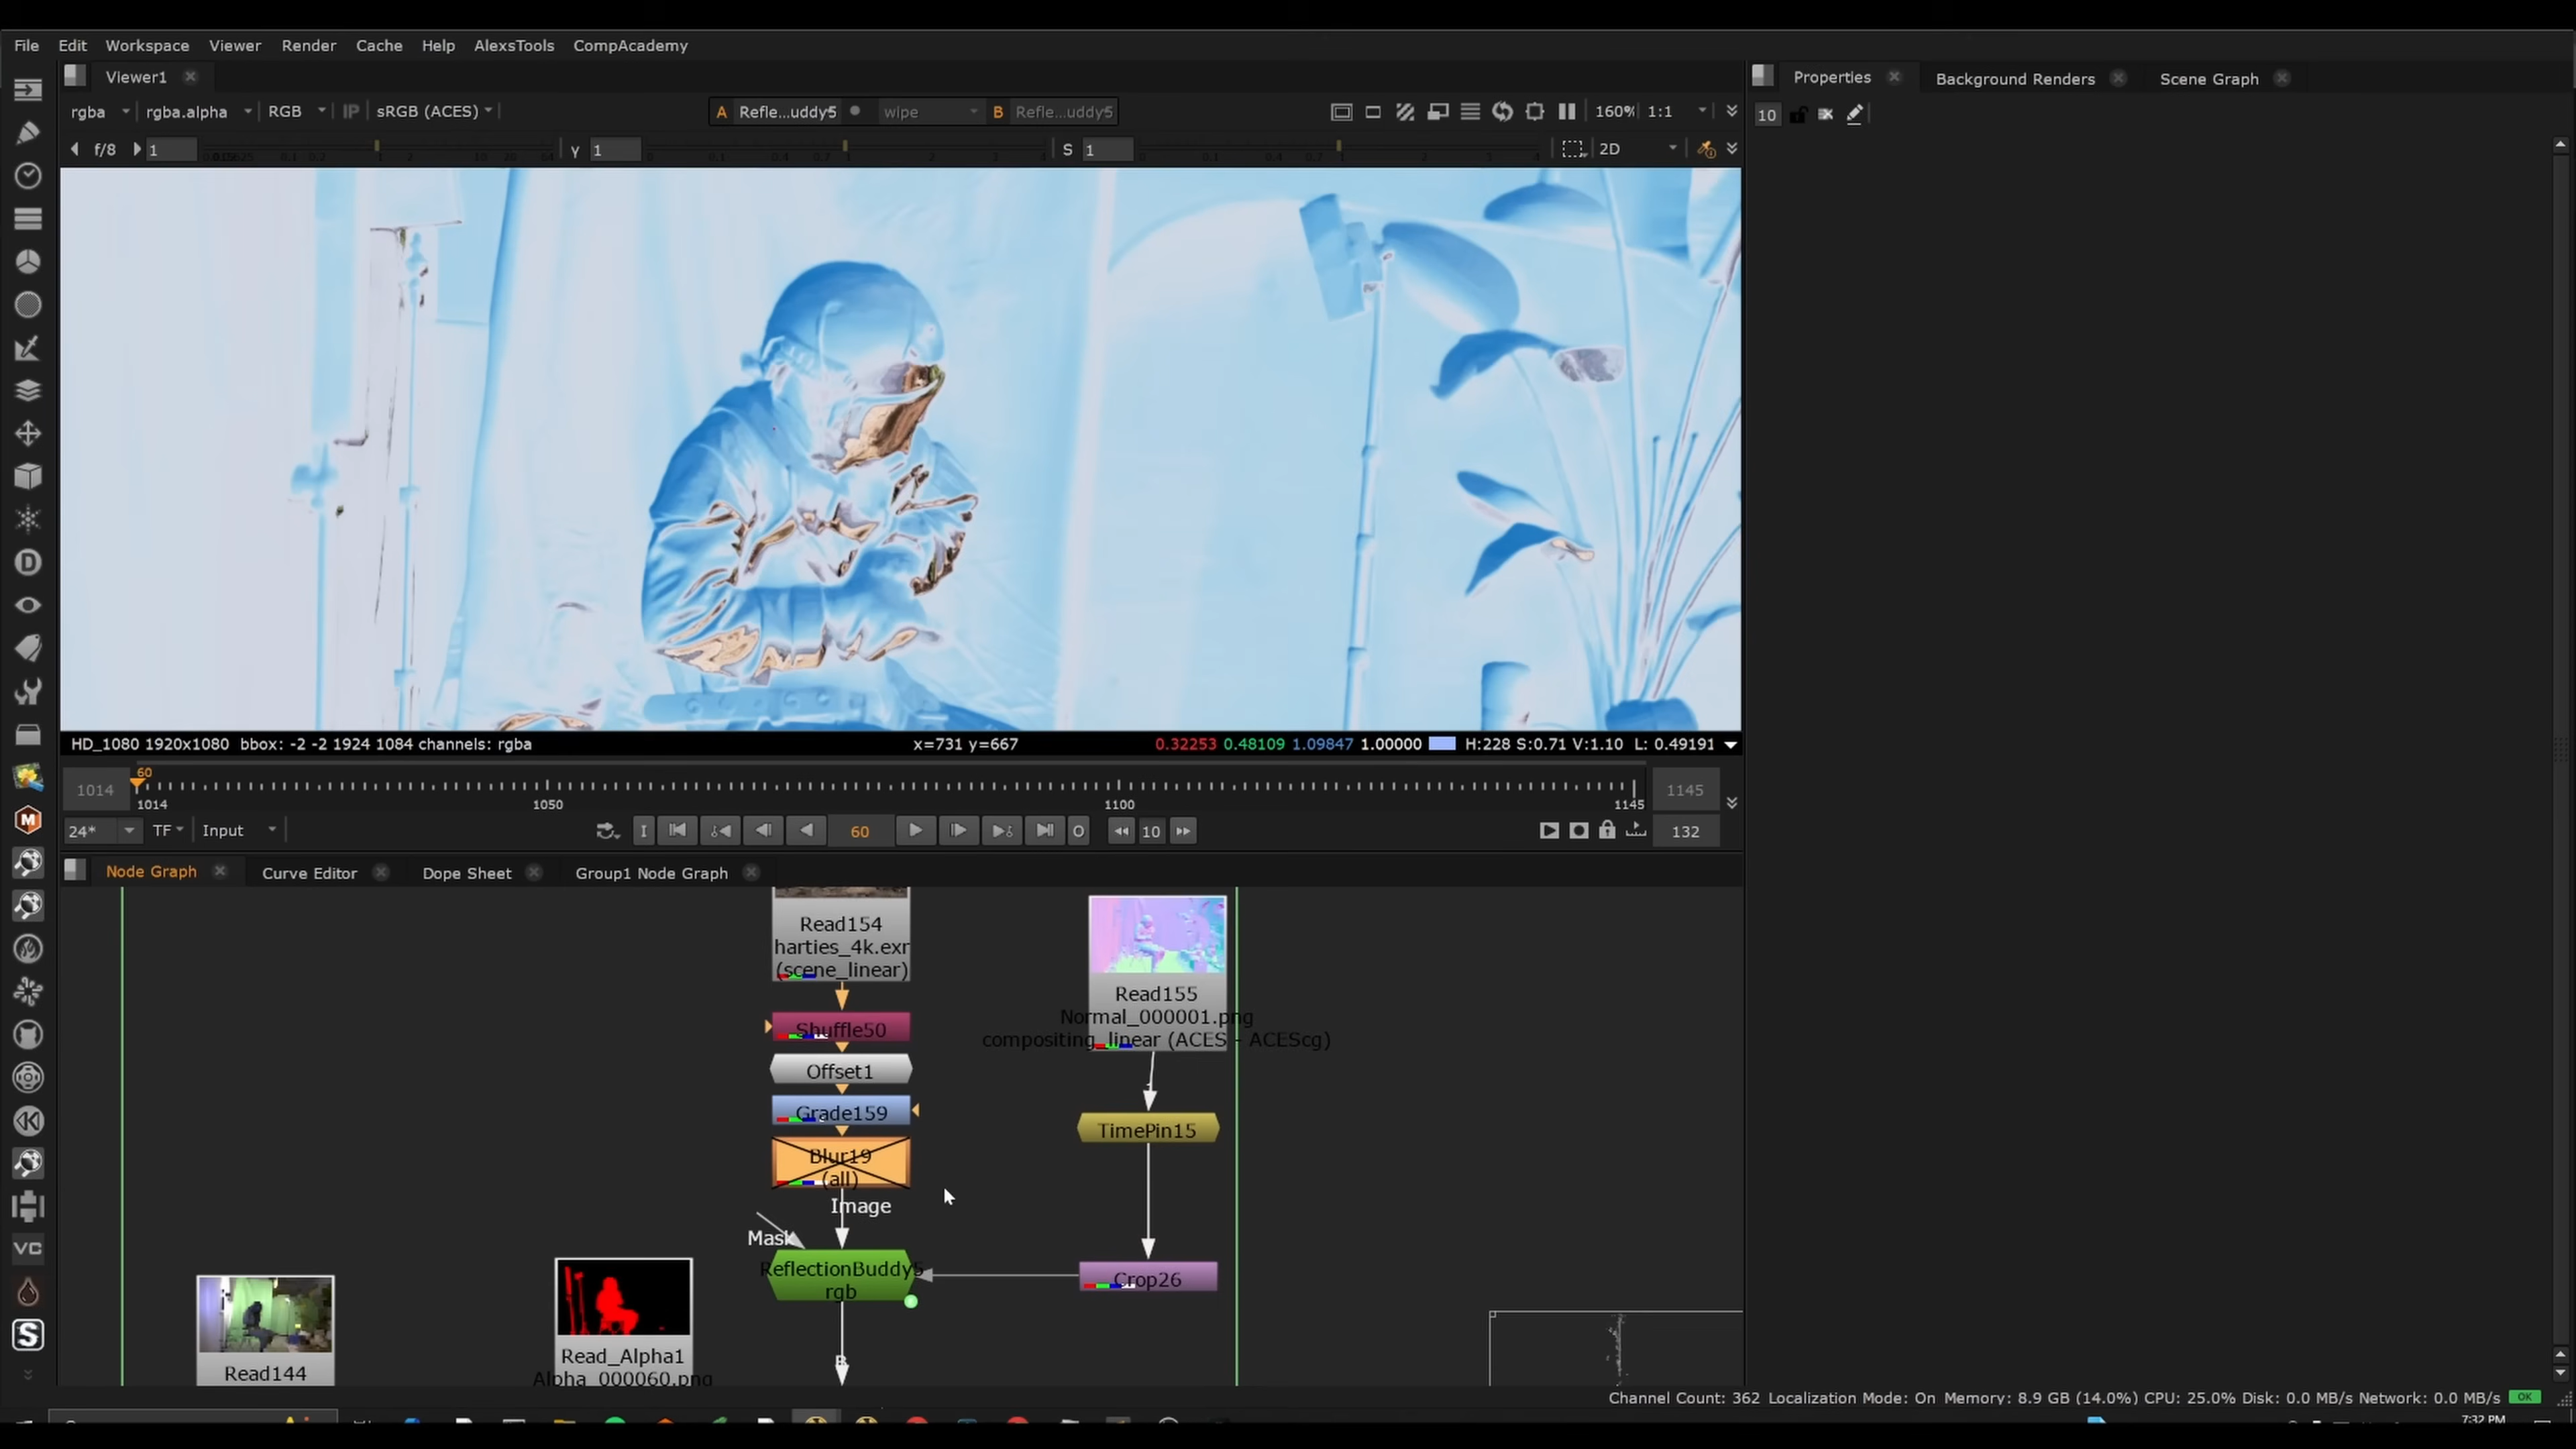 File Edit Workspace Viewer Render Cache Help AlexsTools CompAcademy
Viewer1
Properties Background Renders Scene Graph
rgba rgba.alpha RGB IP sRGB (ACES) A Refle...uddy5 wipe B Refle...uddy5 160% 1:1
10
f/8 1 γ 1 S 1 2D
HD_1080 1920x1080 bbox: -2 -2 1924 1084 channels: rgba x=731 y=667 0.32253 0.48109 1.09847 1.00000 H:228 S:0.71 V:1.10 L: 0.49191
60
1014 1145
1014 1050 1100 1145
24* TF Input I 60 O 10 132
Node Graph Curve Editor Dope Sheet Group1 Node Graph
Read154
harties_4k.exr
(scene_linear)
Read155
Normal_000001.png
compositing_linear (ACES - ACEScg)
Shuffle50
Offset1
Grade159
TimePin15
Blur19
(all)
Image
Mask
ReflectionBuddy5
rgb
Crop26
Read144
Read_Alpha1
Alpha_000060.png
B
D
M
VC
S
Channel Count: 362 Localization Mode: On Memory: 8.9 GB (14.0%) CPU: 25.0% Disk: 0.0 MB/s Network: 0.0 MB/s OK
7:32 PM